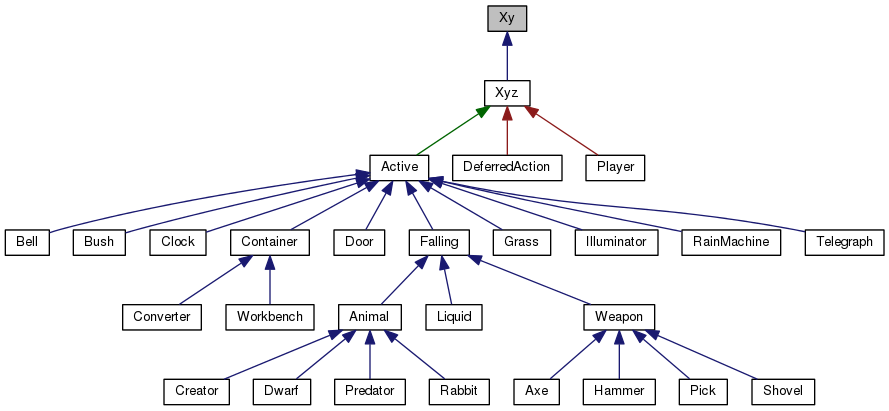 Xy
Xyz
Active
DeferredAction
Player
Bell
Bush
Clock
Container
Door
Falling
Grass
Illuminator
RainMachine
Telegraph
Converter
Workbench
Animal
Liquid
Weapon
Creator
Dwarf
Predator
Rabbit
Axe
Hammer
Pick
Shovel